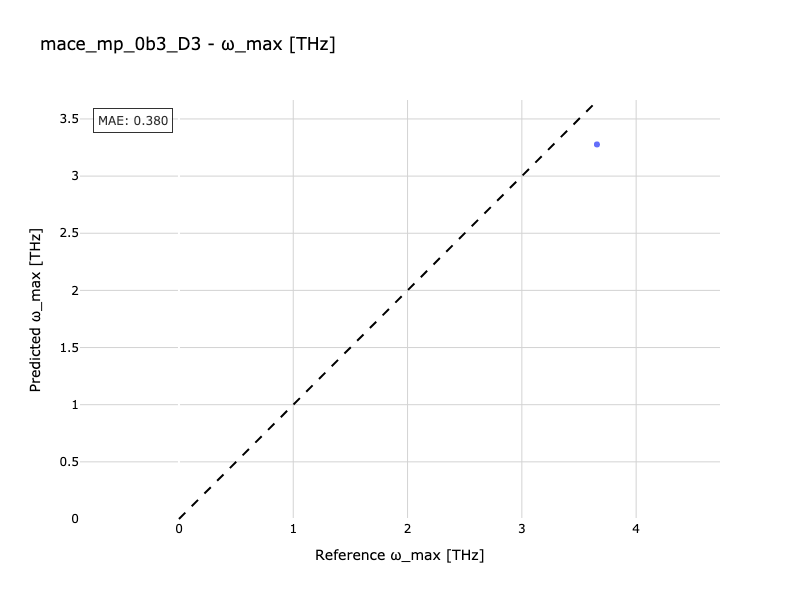 mace_mp_0b3_D3 - ω_max [THz]
MAE: 0.380
3.5
3
2.5
2
1.5
1
0.5
0
Predicted ω_max [THz]
0 1 2 3 4
Reference ω_max [THz]